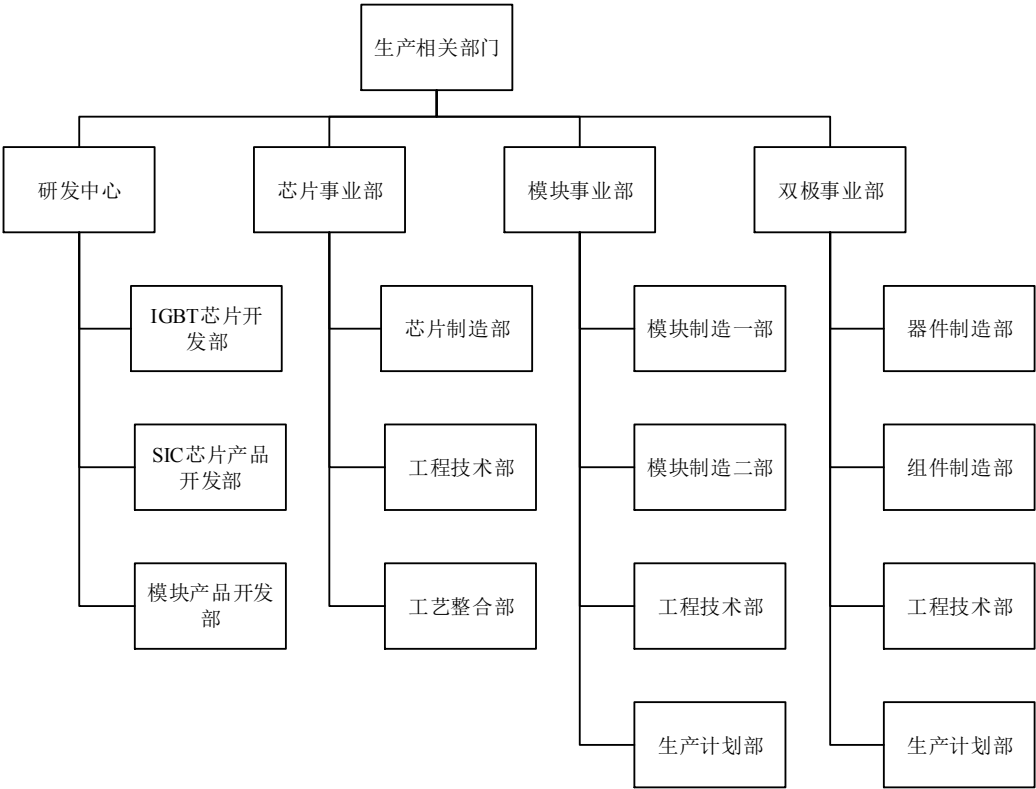 生产相关部门
研发中心
芯片事业部
模块事业部
双极事业部
IGBT芯片开
发部
芯片制造部
模块制造一部
器件制造部
SIC芯片产品
开发部
工程技术部
模块制造二部
组件制造部
模块产品开发
部
工艺整合部
工程技术部
工程技术部
生产计划部
生产计划部